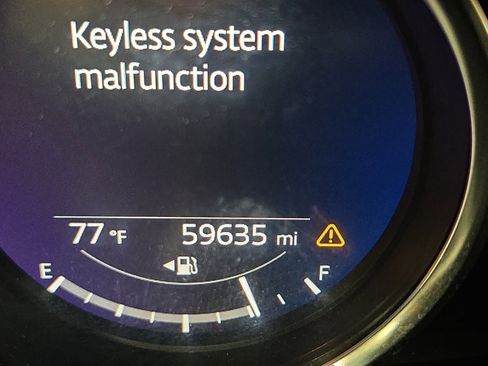 Keyless system
malfunction
77 °F 59635 mi
E F